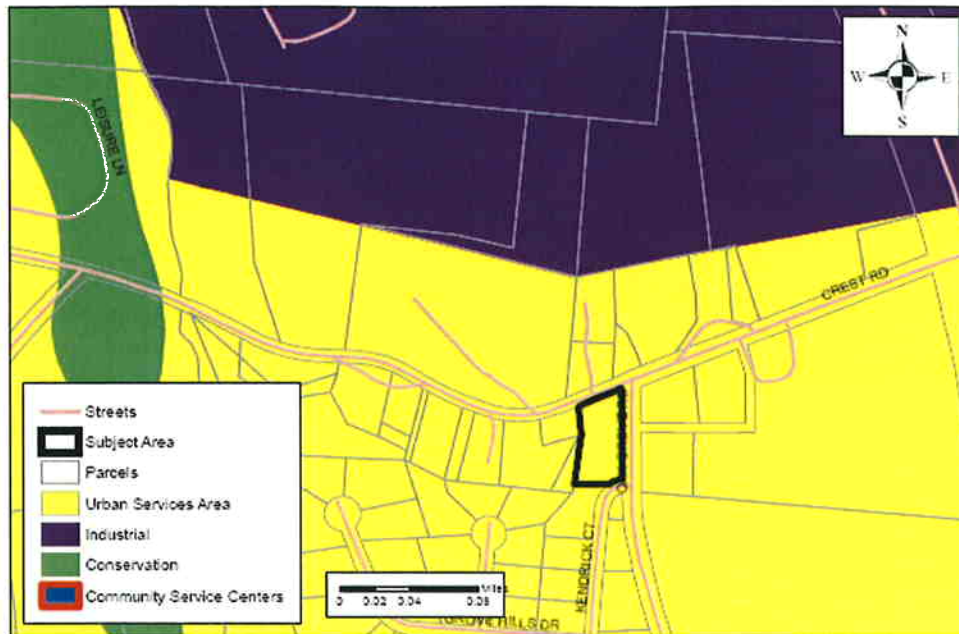 N
W E
S
LEISURE LN
CREST RD
Streets
Subject Area
Parcels
Urban Services Area
Industrial
Conservation
Community Service Centers
Miles
0 0.02 0.04 0.08
KENDRICK CT
HILLS DR